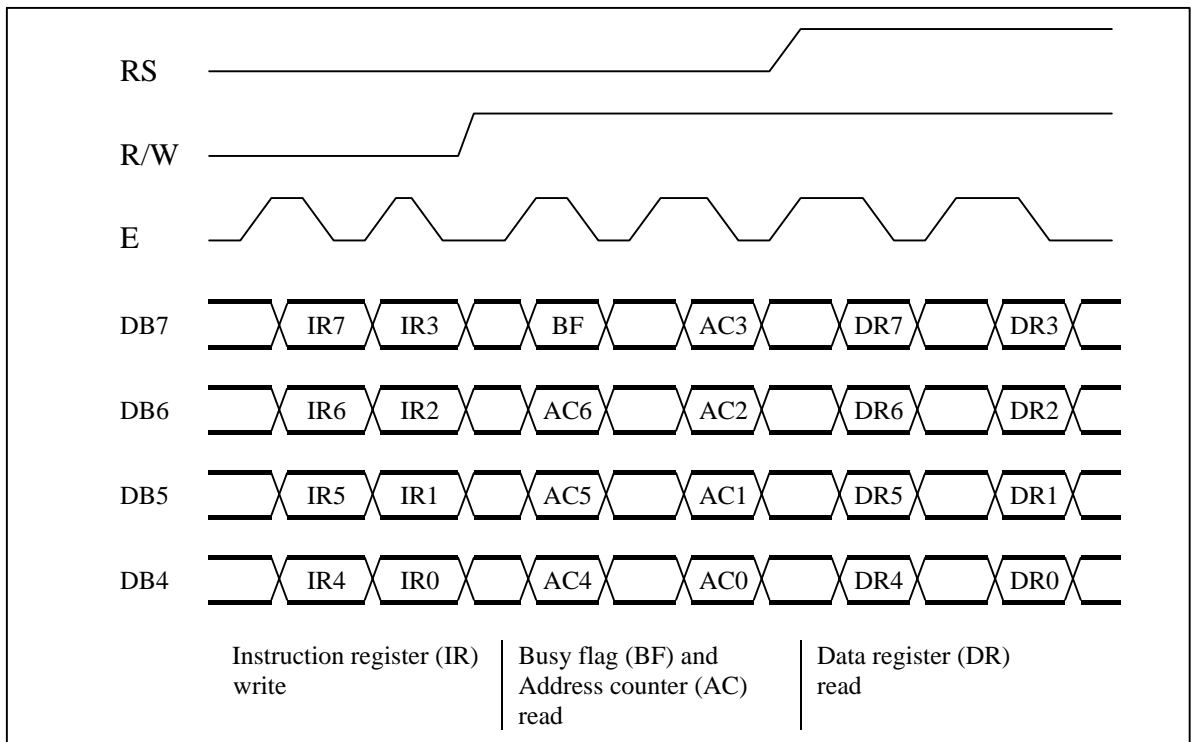 RS
R/W
E
DB7 IR7 IR3 BF AC3 DR7 DR3
DB6 IR6 IR2 AC6 AC2 DR6 DR2
DB5 IR5 IR1 AC5 AC1 DR5 DR1
DB4 IR4 IR0 AC4 AC0 DR4 DR0
Instruction register (IR)
write
Busy flag (BF) and
Address counter (AC)
read
Data register (DR)
read